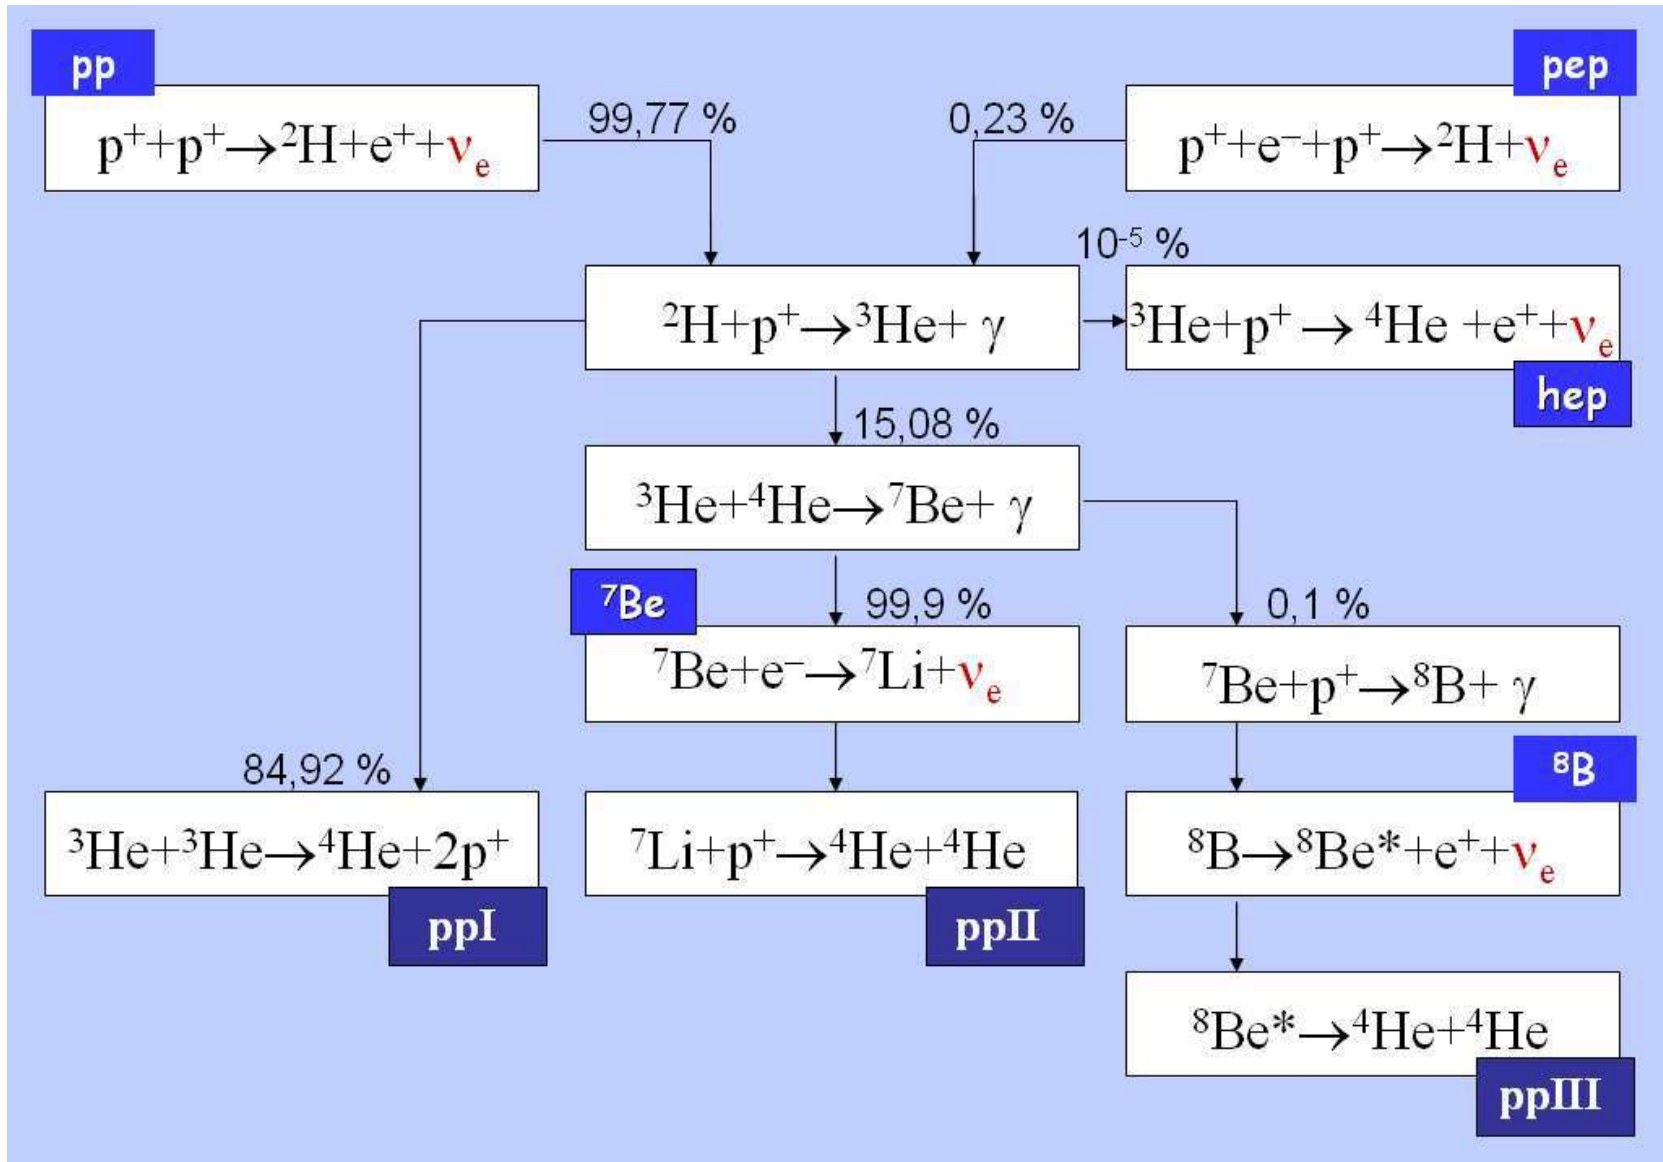 pp
pep
99,77 %
0,23 %
p⁺+p⁺→²H+e⁺+νₑ
p⁺+e⁻+p⁺→²H+νₑ
10⁻⁵ %
²H+p⁺→³He+ γ
³He+p⁺ → ⁴He +e⁺+νₑ
hep
15,08 %
³He+⁴He→⁷Be+ γ
⁷Be
99,9 %
0,1 %
⁷Be+e⁻→⁷Li+νₑ
⁷Be+p⁺→⁸B+ γ
84,92 %
⁸B
³He+³He→⁴He+2p⁺
⁷Li+p⁺→⁴He+⁴He
⁸B→⁸Be*+e⁺+νₑ
ppI
ppII
⁸Be*→⁴He+⁴He
ppIII